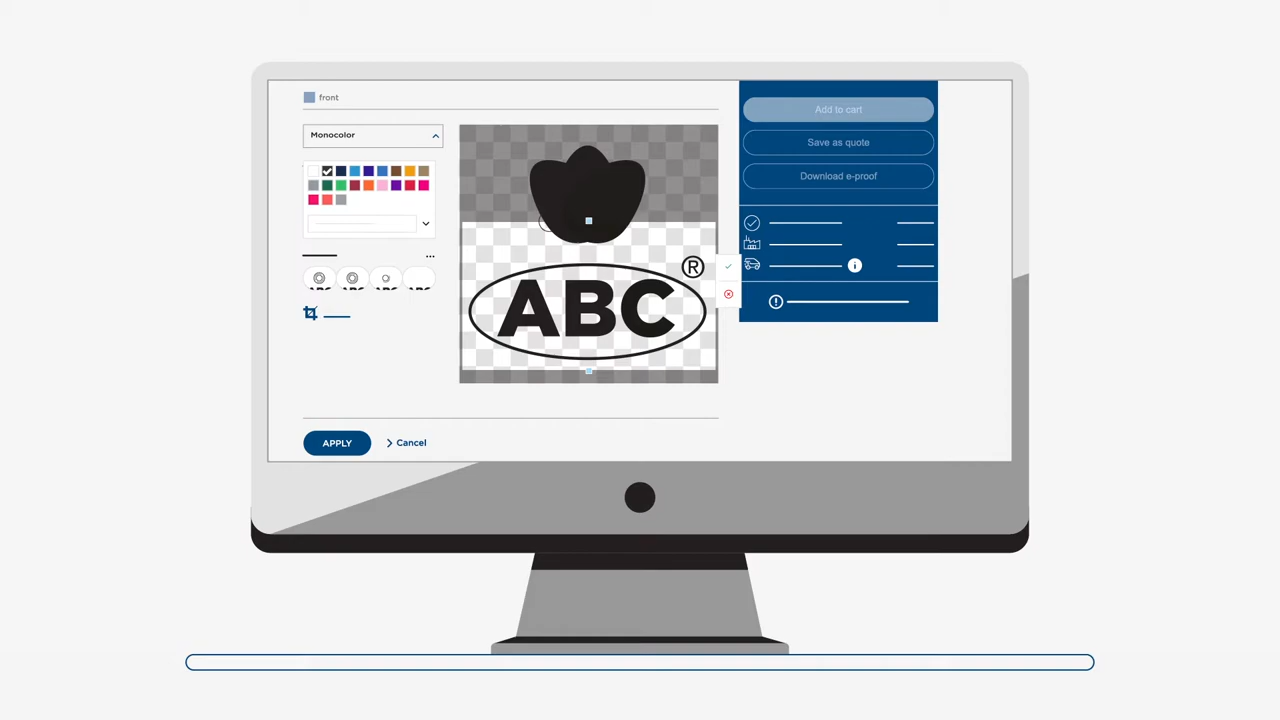 front
Monocolor
APPLY
Cancel
ABC
®
Add to cart
Save as quote
Download e-proof